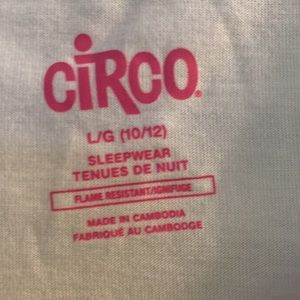 CIRCO®
L/G (10/12)
SLEEPWEAR
TENUES DE NUIT
FLAME RESISTANT/IGNIFUGE
MADE IN CAMBODIA
FABRIQUÉ AU CAMBODGE